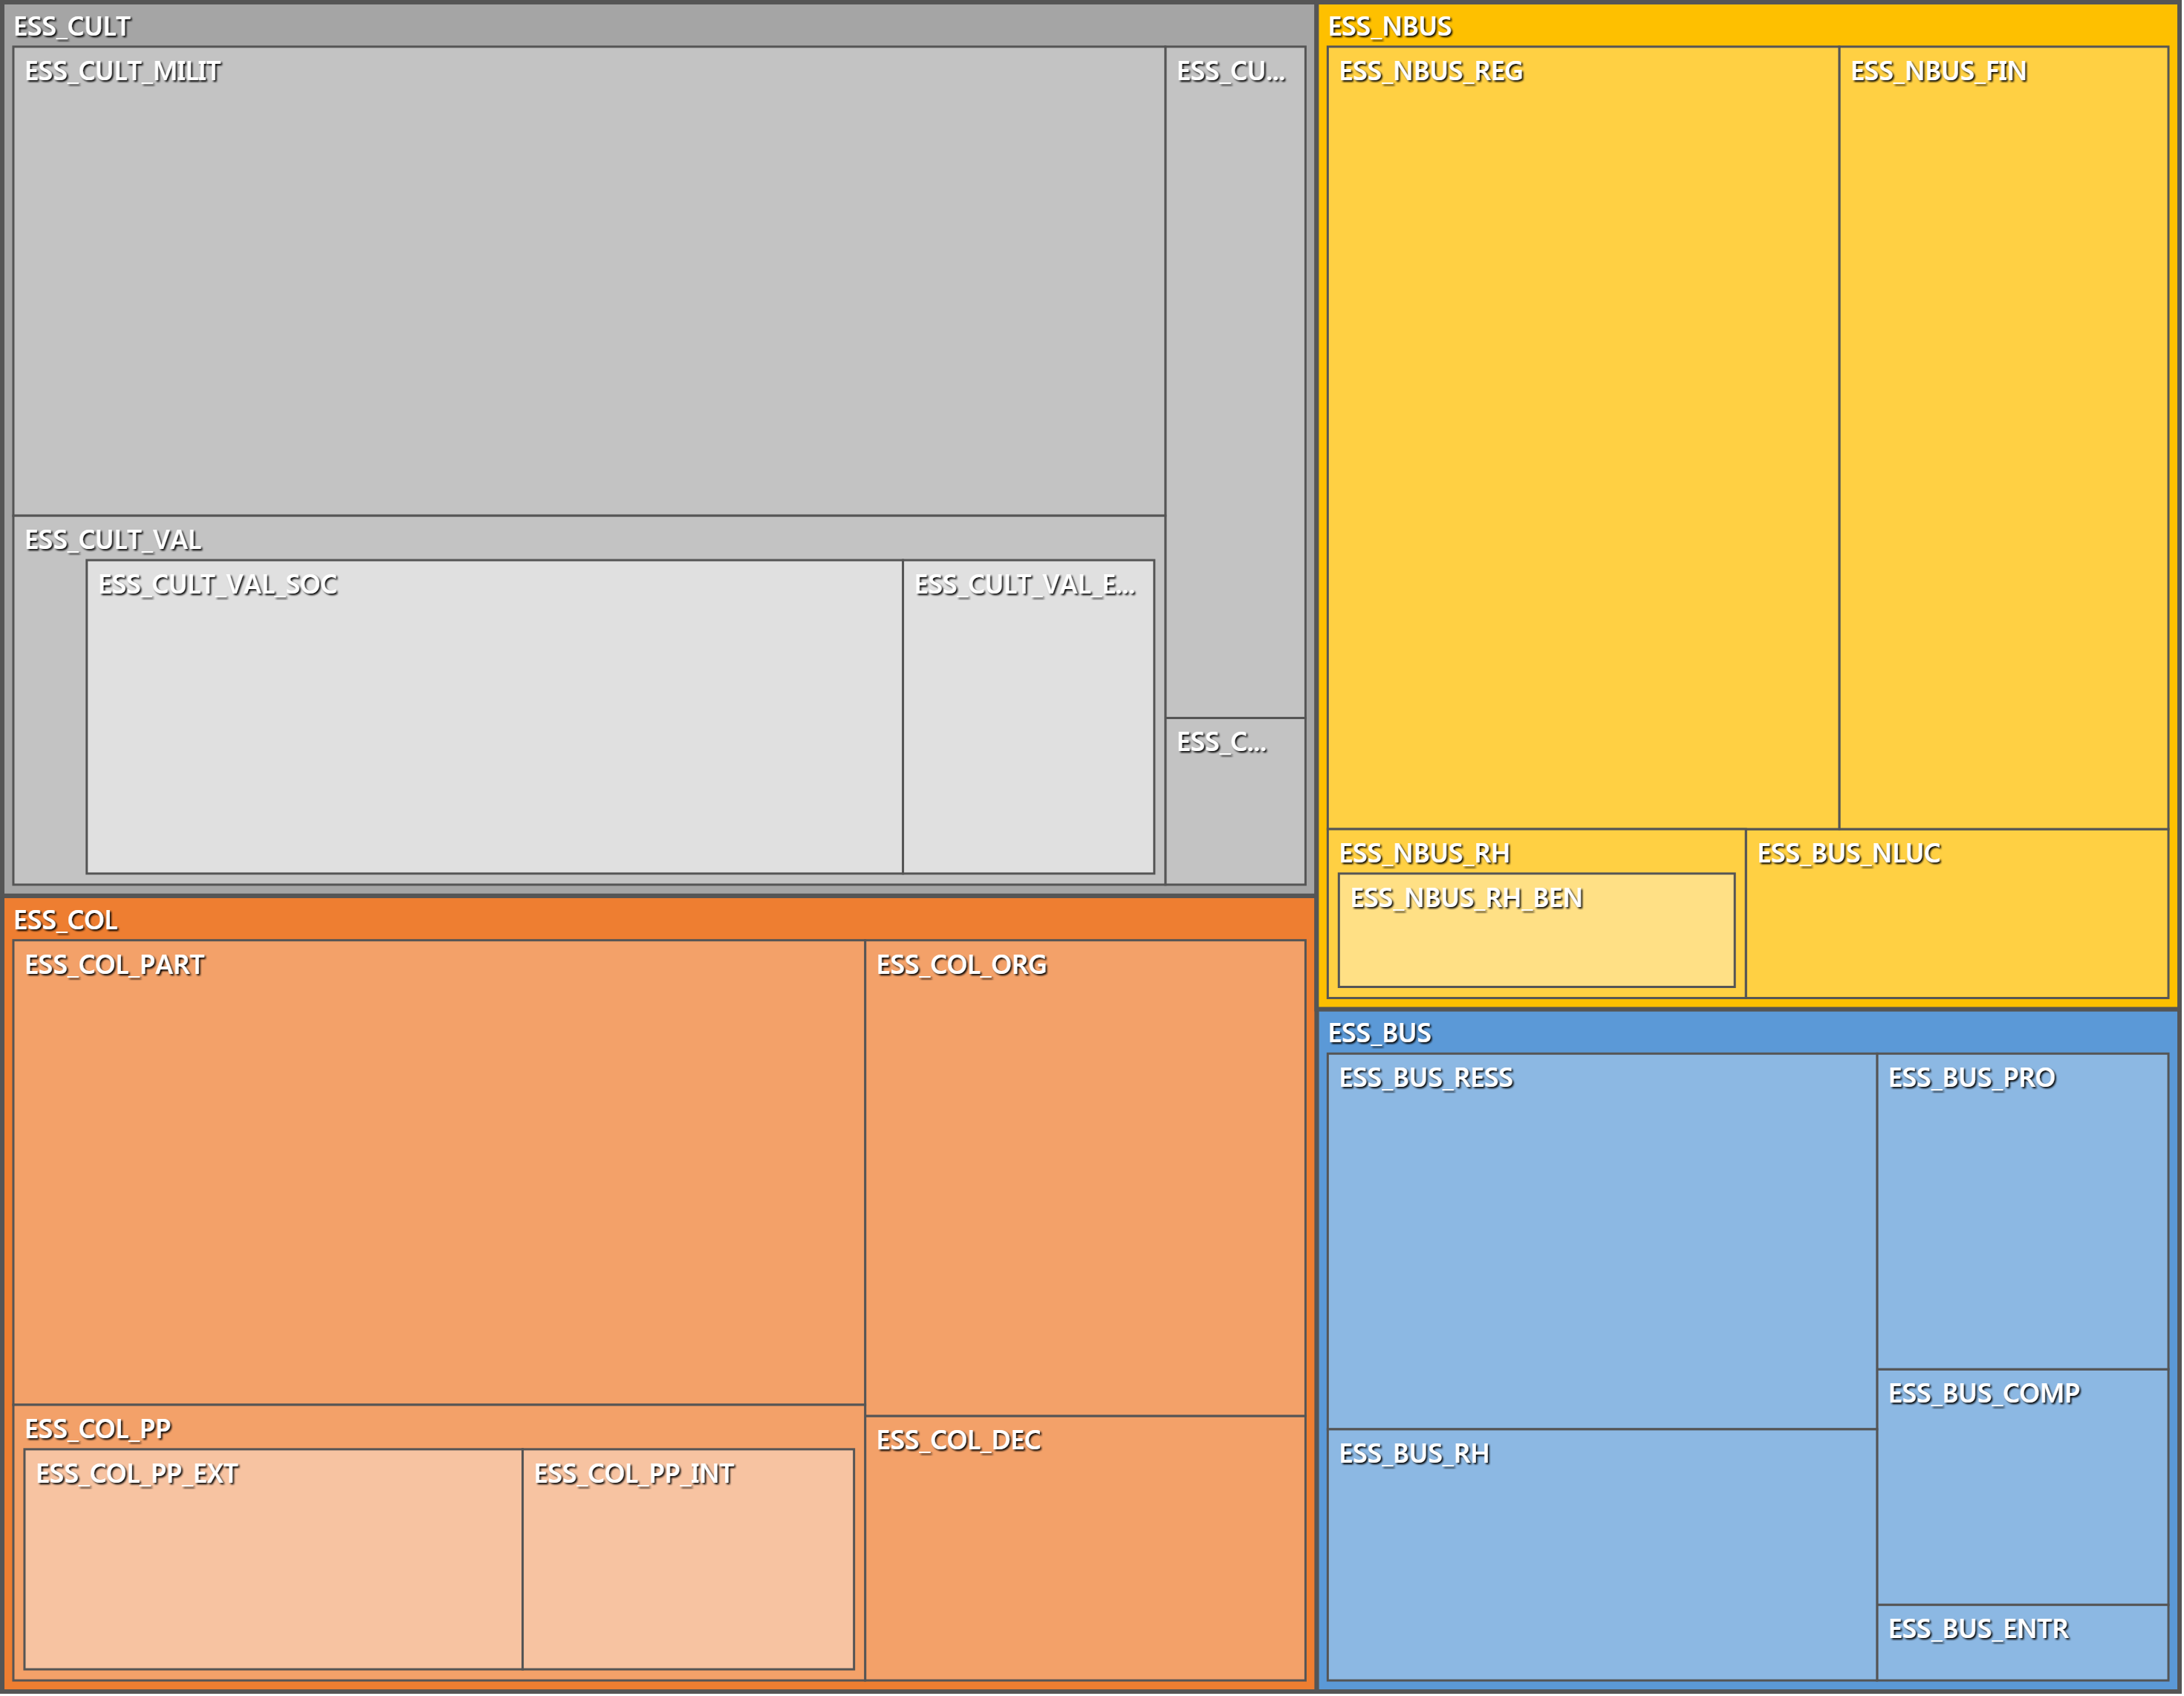 ESS_CULT
ESS_CULT_MILIT
ESS_CU...
ESS_CULT_VAL
ESS_CULT_VAL_SOC
ESS_CULT_VAL_E...
ESS_C...
ESS_COL
ESS_COL_PART
ESS_COL_ORG
ESS_COL_PP
ESS_COL_PP_EXT
ESS_COL_PP_INT
ESS_COL_DEC
ESS_NBUS
ESS_NBUS_REG
ESS_NBUS_FIN
ESS_NBUS_RH
ESS_NBUS_RH_BEN
ESS_BUS_NLUC
ESS_BUS
ESS_BUS_RESS
ESS_BUS_PRO
ESS_BUS_COMP
ESS_BUS_RH
ESS_BUS_ENTR